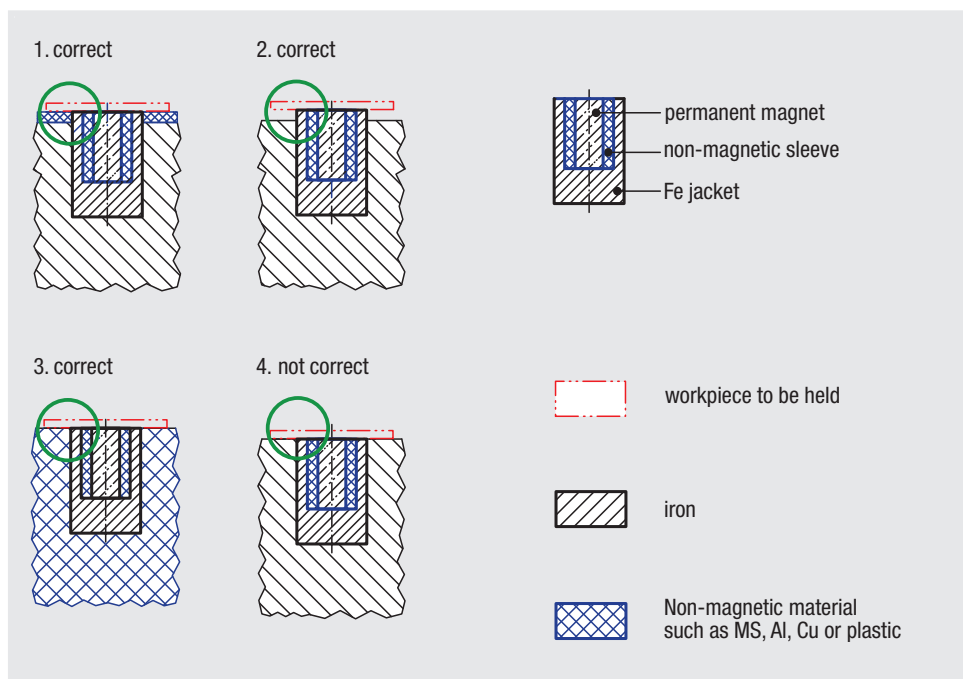 1. correct
2. correct
permanent magnet
non-magnetic sleeve
Fe jacket
3. correct
4. not correct
workpiece to be held
iron
Non-magnetic material
such as MS, Al, Cu or plastic